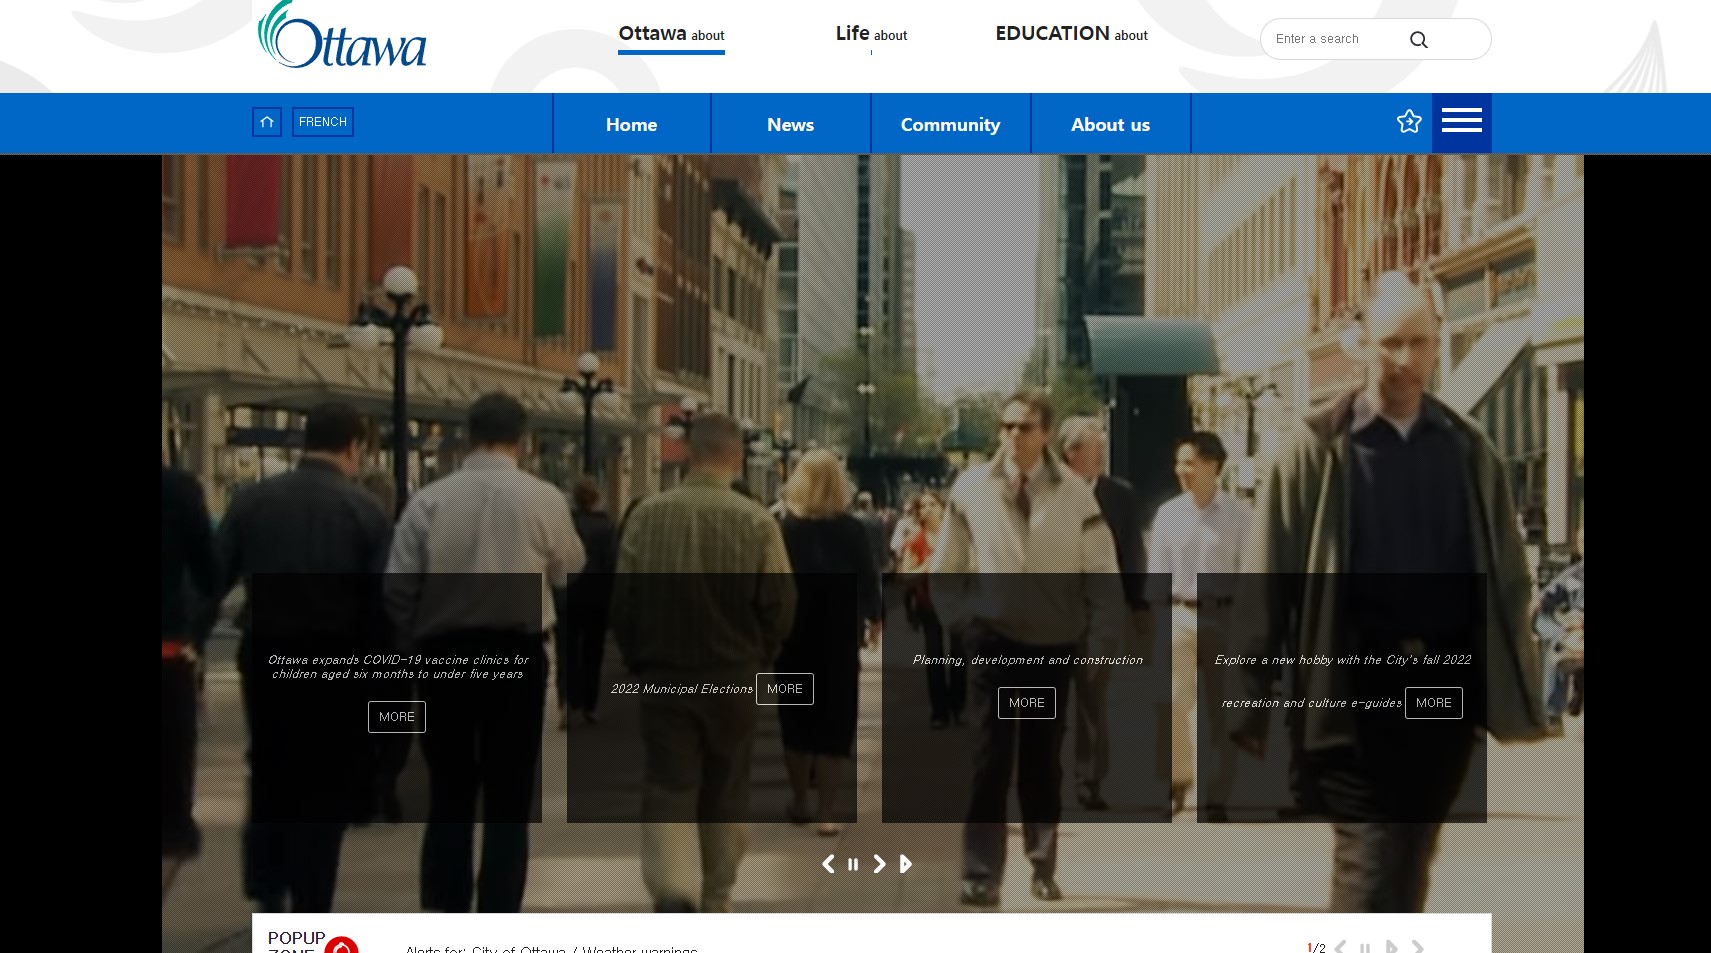 Ottawa
Ottawa about
Life about
EDUCATION about
Enter a search
FRENCH
Home
News
Community
About us
Ottawa expands COVID-19 vaccine clinics for
children aged six months to under five years
MORE
2022 Municipal Elections MORE
Planning, development and construction
MORE
Explore a new hobby with the City's fall 2022
recreation and culture e-guides MORE
POPUP
ZONE
Alerts for: City of Ottawa / Weather warnings
1/2